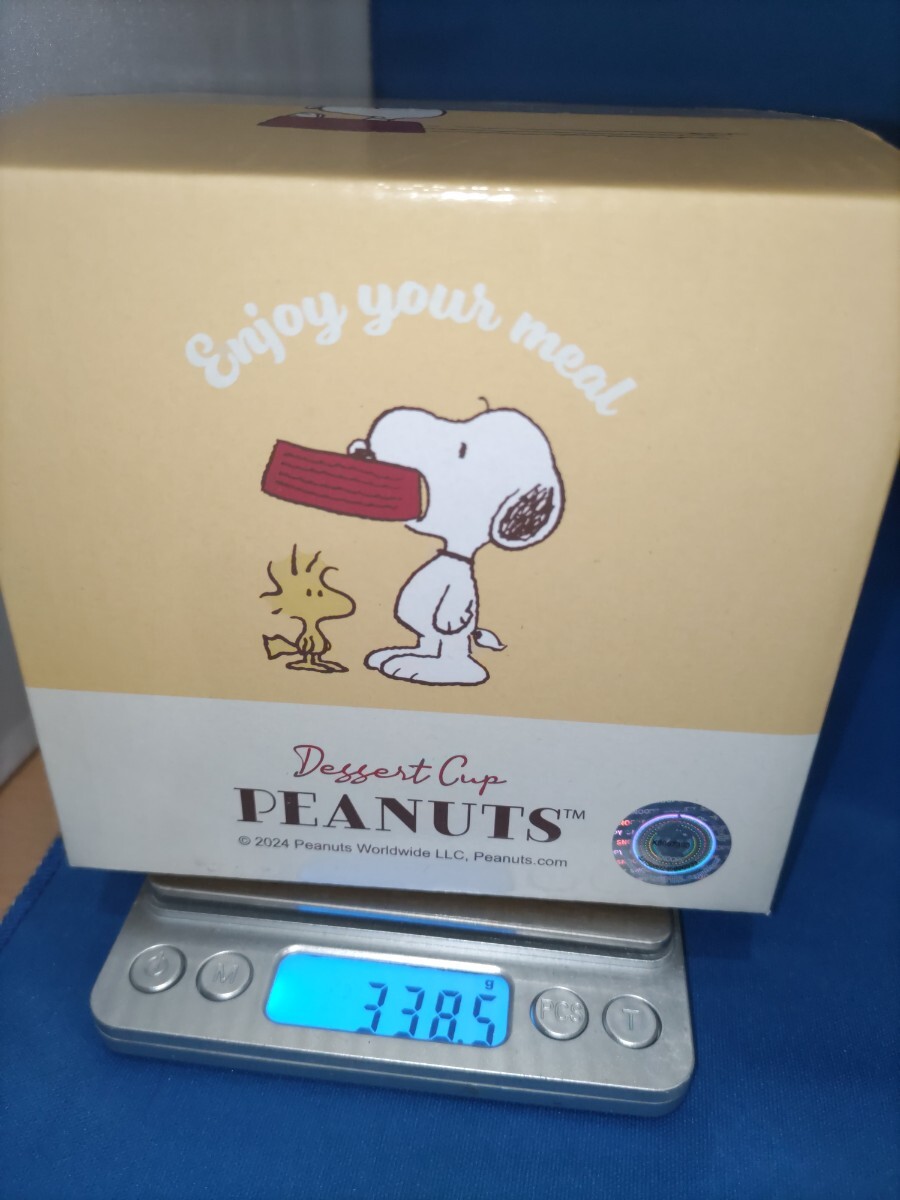 Enjoy your meal
Dessert Cup
PEANUTS™
© 2024 Peanuts Worldwide LLC, Peanuts.com
g
338.5
M
PCS
T